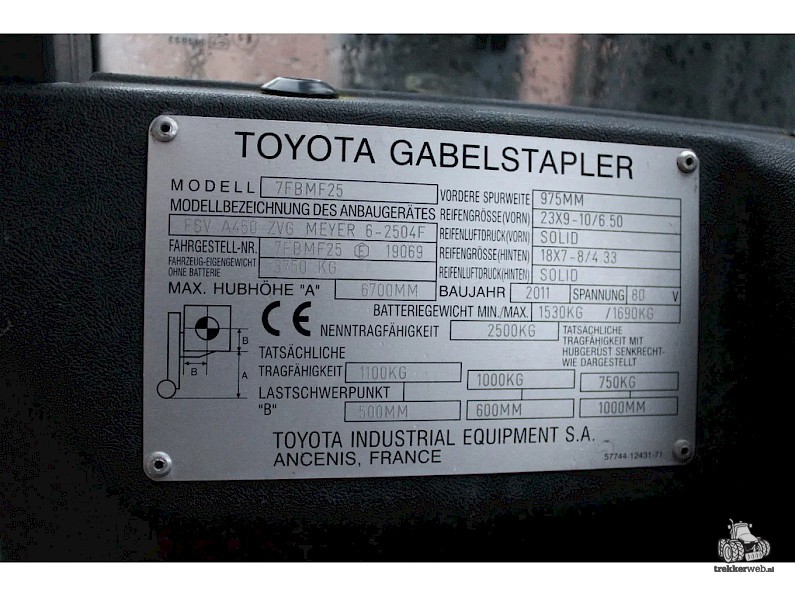 TOYOTA GABELSTAPLER
MODELL 7FBMF25
MODELLBEZEICHNUNG DES ANBAUGERÄTES
FSV A450 ZVG MEYER 6-2504F
FAHRGESTELL-NR. 7FBMF25 E 19069
FAHRZEUG-EIGENGEWICHT OHNE BATTERIE 3750 KG
VORDERE SPURWEITE 975MM
REIFENGRÖSSE(VORN) 23X9-10/6.50
REIFENLUFTDRUCK(VORN) SOLID
REIFENGRÖSSE(HINTEN) 18X7-8/4.33
REIFENLUFTDRUCK(HINTEN) SOLID
MAX. HUBHÖHE "A" 6700MM BAUJAHR 2011 SPANNUNG 80 V
BATTERIEGEWICHT MIN./MAX. 1530KG /1690KG
CE NENNTRAGFÄHIGKEIT 2500KG
TATSÄCHLICHE
TRAGFÄHIGKEIT MIT
HUBGERÜST SENKRECHT-
WIE DARGESTELLT
B
B
A
TATSÄCHLICHE
TRAGFÄHIGKEIT 1100KG 1000KG 750KG
LASTSCHWERPUNKT
"B" 500MM 600MM 1000MM
TOYOTA INDUSTRIAL EQUIPMENT S.A.
ANCENIS, FRANCE
57744-12431-71
trekkerweb.nl